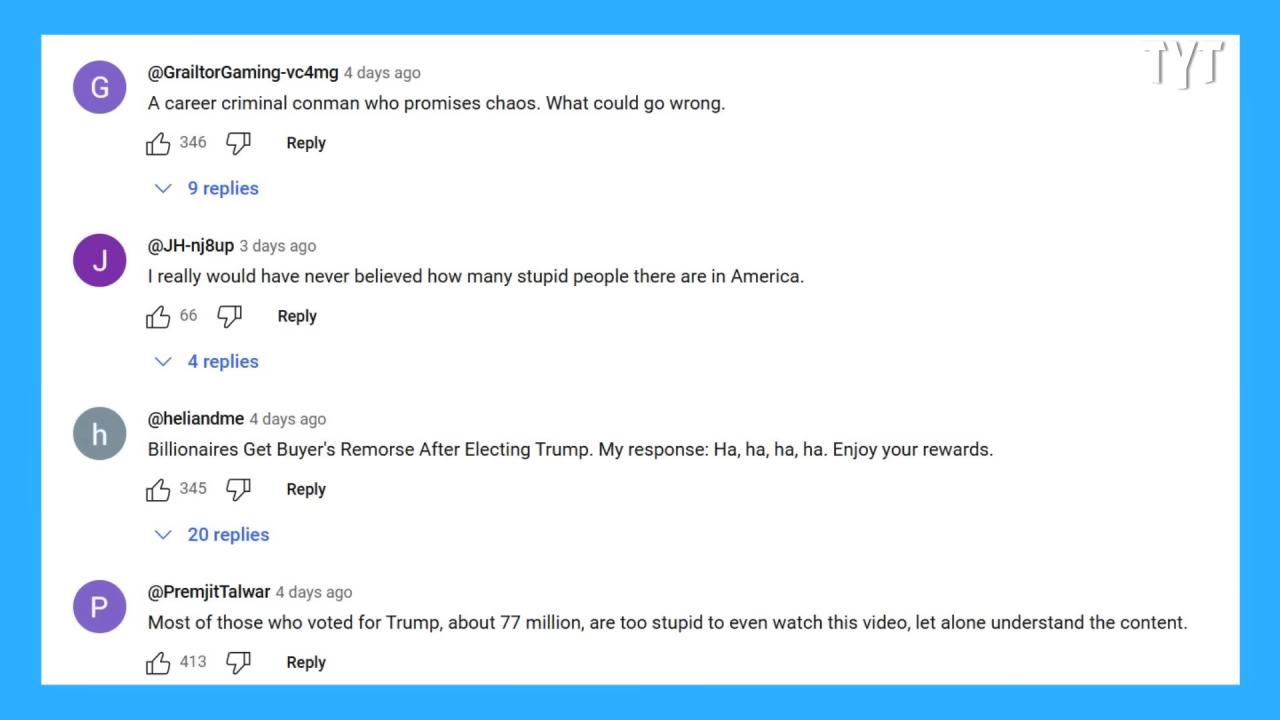 TYT
G
@GrailtorGaming-vc4mg 4 days ago
A career criminal conman who promises chaos. What could go wrong.
346 Reply
9 replies
J
@JH-nj8up 3 days ago
I really would have never believed how many stupid people there are in America.
66 Reply
4 replies
h
@heliandme 4 days ago
Billionaires Get Buyer's Remorse After Electing Trump. My response: Ha, ha, ha, ha. Enjoy your rewards.
345 Reply
20 replies
P
@PremjitTalwar 4 days ago
Most of those who voted for Trump, about 77 million, are too stupid to even watch this video, let alone understand the content.
413 Reply